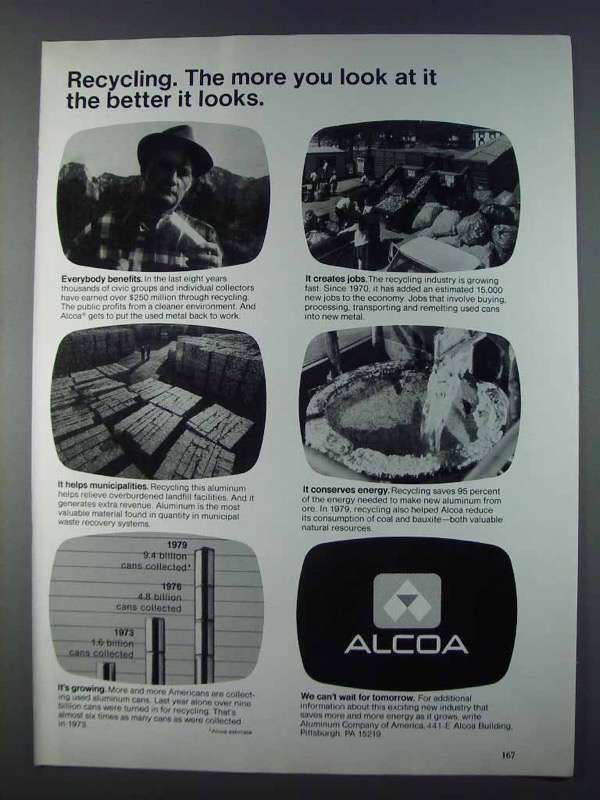 Recycling. The more you look at it
the better it looks.
Everybody benefits. In the last eight years
thousands of civic groups and individual collectors
have earned over $250 million through recycling.
The public profits from a cleaner environment. And
Alcoa® gets to put the used metal back to work.
It creates jobs. The recycling industry is growing
fast. Since 1970, it has added an estimated 15,000
new jobs to the economy. Jobs that involve buying,
processing, transporting and remelting used cans
into new metal.
It helps municipalities. Recycling this aluminum
helps relieve overburdened landfill facilities. And it
generates extra revenue. Aluminum is the most
valuable material found in quantity in municipal
waste recovery systems.
It conserves energy. Recycling saves 95 percent
of the energy needed to make new aluminum from
ore. In 1979, recycling also helped Alcoa reduce
its consumption of coal and bauxite—both valuable
natural resources.
1979
9.4 billion
cans collected*
1976
4.8 billion
cans collected
1973
1.6 billion
cans collected
It's growing. More and more Americans are collect-
ing used aluminum cans. Last year alone over nine
billion cans were turned in for recycling. That's
almost six times as many cans as were collected
in 1973.
*Alcoa estimate
ALCOA
We can't wait for tomorrow. For additional
information about this exciting new industry that
saves more and more energy as it grows, write
Aluminum Company of America, 441-E Alcoa Building,
Pittsburgh, PA 15219.
167